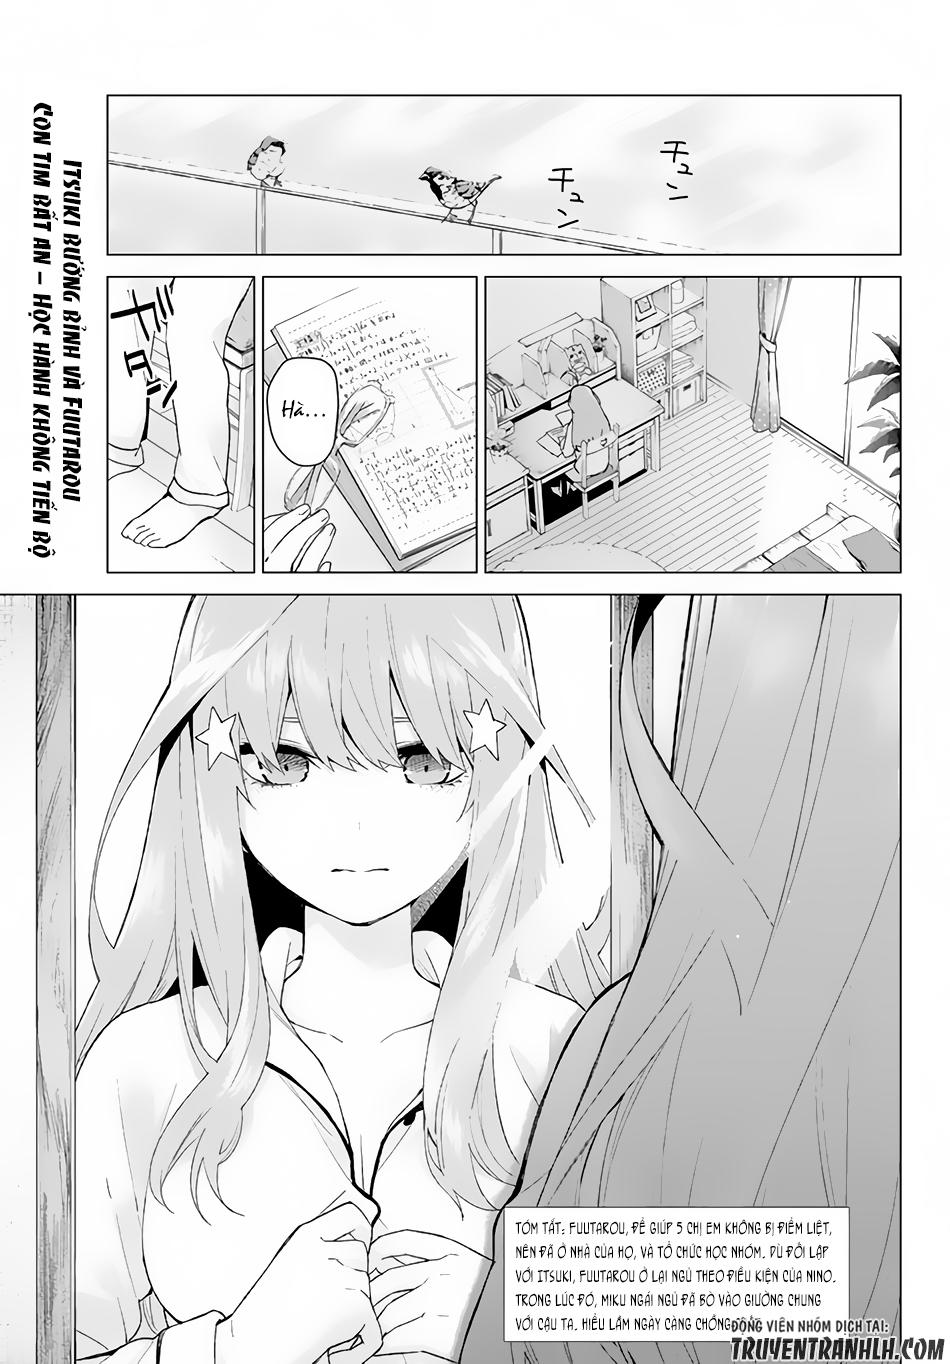 ITSUKI BƯỚNG BỈNH VÀ FUUTAROU
CON TIM BẤT AN – HỌC HÀNH KHÔNG TIẾN BỘ
チュン
チュン
Hà...
TÓM TẮT: FUUTAROU, ĐỂ GIÚP 5 CHỊ EM KHÔNG BỊ ĐIỂM LIỆT,
NÊN ĐÃ Ở NHÀ CỦA HỌ, VÀ TỔ CHỨC HỌC NHÓM. DÙ ĐỐI LẬP
VỚI ITSUKI, FUUTAROU Ở LẠI NGỦ THEO ĐIỀU KIỆN CỦA NINO.
TRONG LÚC ĐÓ, MIKU NGÁI NGỦ ĐÃ BÒ VÀO GIƯỜNG CHUNG
VỚI CẬU TA. HIỂU LẦM NGÀY CÀNG CHỒNG
ĐỘNG VIÊN NHÓM DỊCH TẠI:
TRUYENTRANHLH.COM